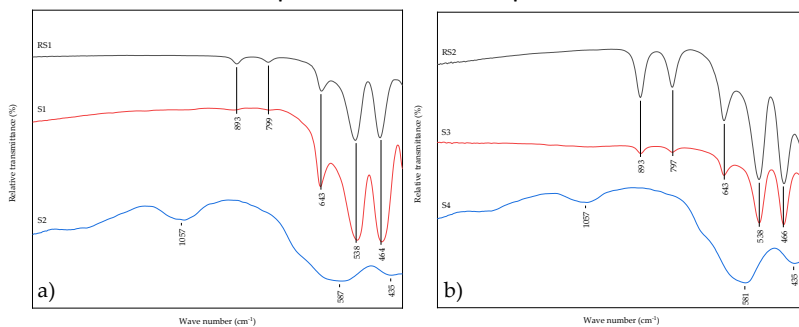 RS1
S1
S2
893
799
643
538
464
1057
587
435
a)
Relative transmittance (%)
Wave number (cm⁻¹)
RS2
S3
S4
893
797
643
538
466
1057
581
435
b)
Relative transmittance (%)
Wave number (cm⁻¹)